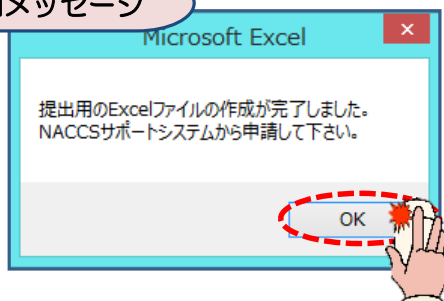 メッセージ
Microsoft Excel
提出用のExcelファイルの作成が完了しました。
NACCSサポートシステムから申請して下さい。
OK